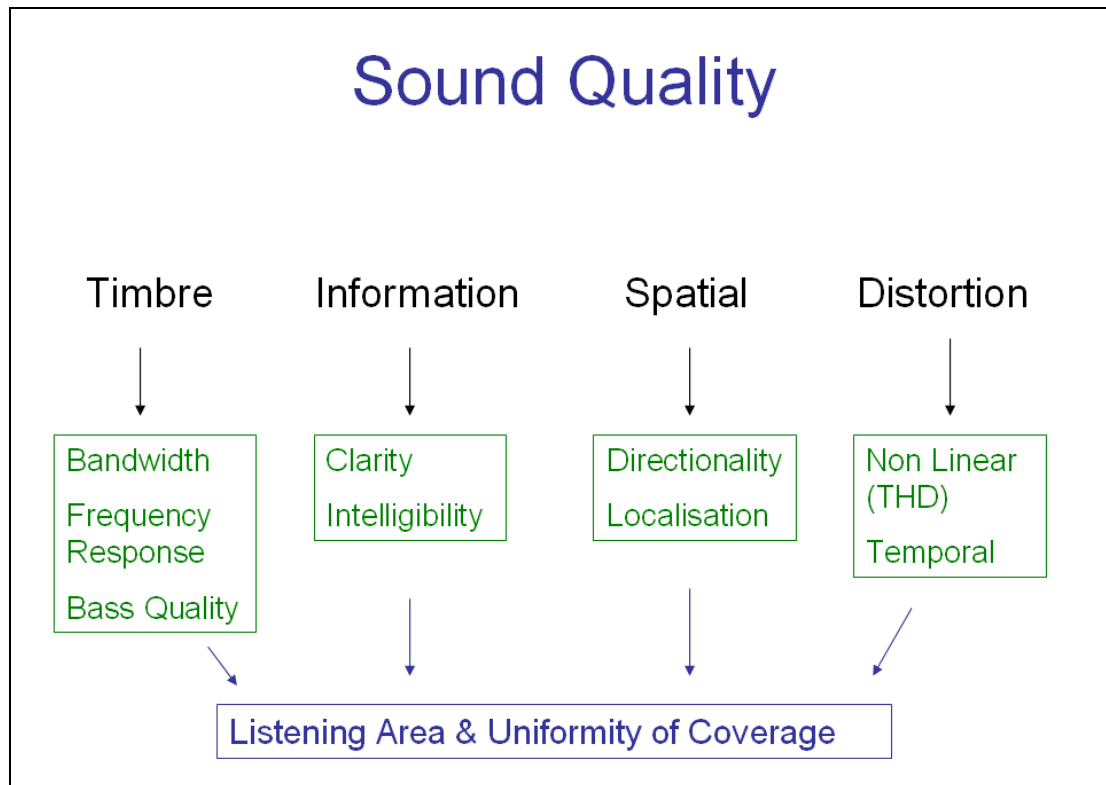 Sound Quality
Timbre
Information
Spatial
Distortion
Bandwidth
Frequency
Response
Bass Quality
Clarity
Intelligibility
Directionality
Localisation
Non Linear
(THD)
Temporal
Listening Area & Uniformity of Coverage